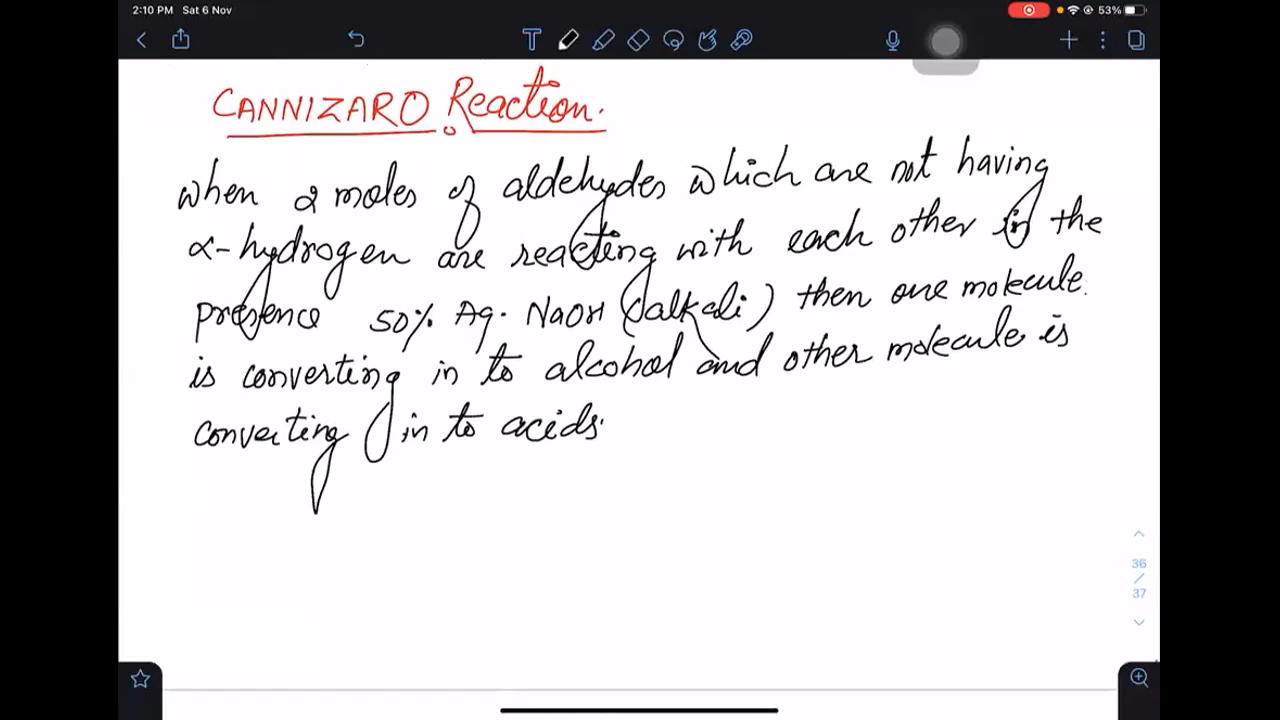 2:10 PM Sat 6 Nov
53%
CANNIZARO Reaction.
When 2 moles of aldehydes which are not having
α-hydrogen are reacting with each other in the
presence 50% Aq. NaOH (alkali) then one molecule
is converting in to alcohol and other molecule is
converting in to acids.
36
/
37